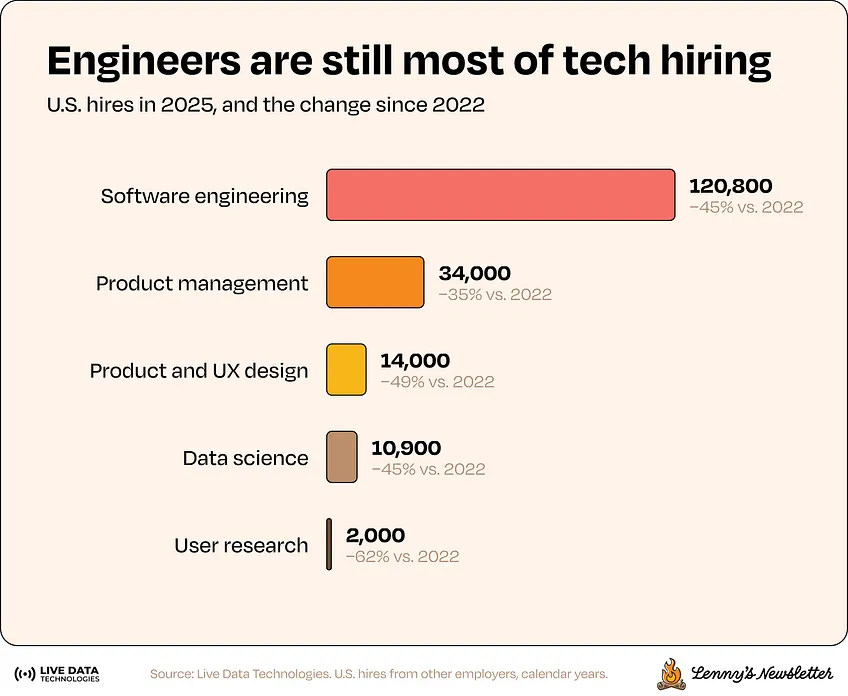 Engineers are still most of tech hiring
U.S. hires in 2025, and the change since 2022
Software engineering
120,800
−45% vs. 2022
Product management
34,000
−35% vs. 2022
Product and UX design
14,000
−49% vs. 2022
Data science
10,900
−45% vs. 2022
User research
2,000
−62% vs. 2022
LIVE DATA
TECHNOLOGIES
Source: Live Data Technologies. U.S. hires from other employers, calendar years.
Lenny's Newsletter